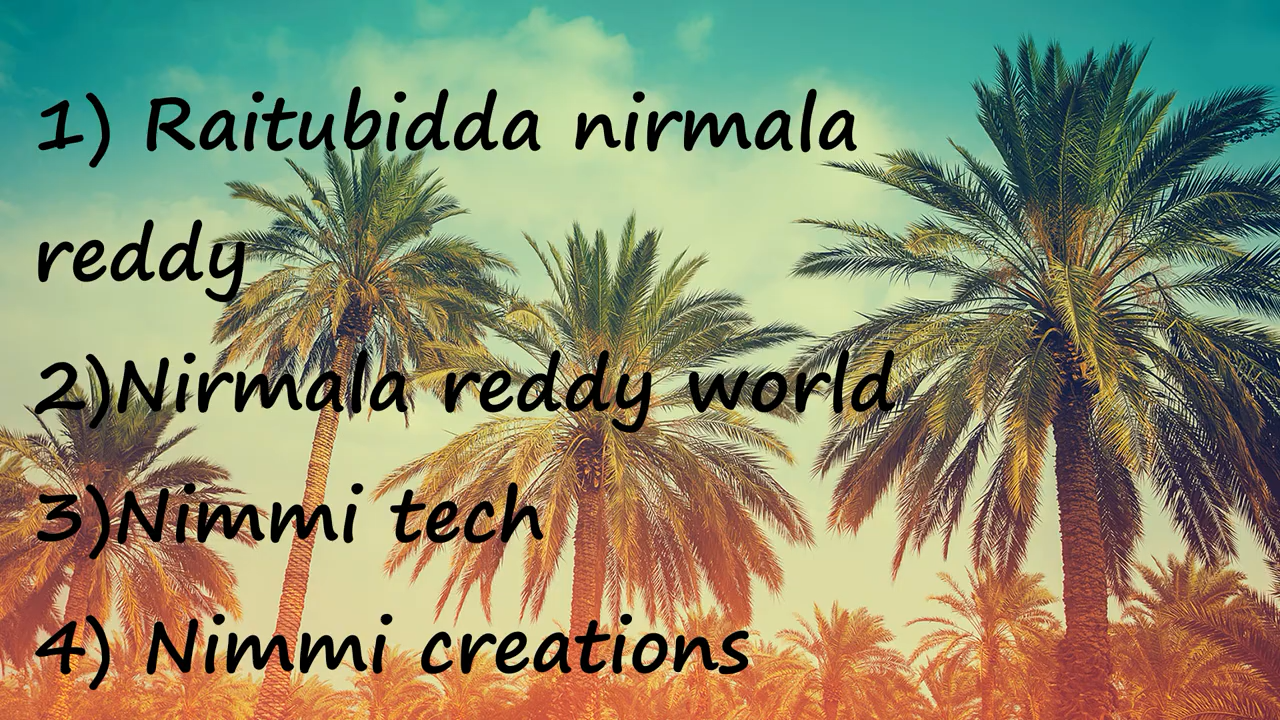 1) Raitubidda nirmala
reddy
2)Nirmala reddy world
3)Nimmi tech
4) Nimmi creations